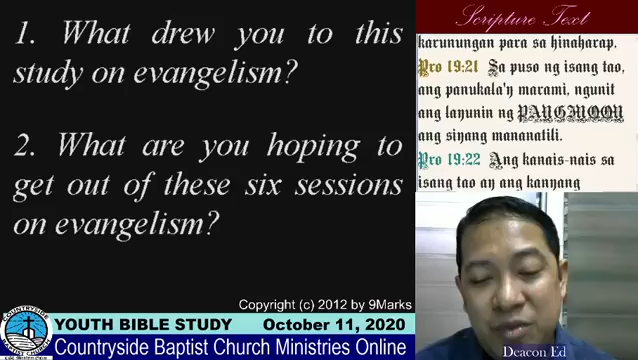 1. What drew you to this
study on evangelism?
2. What are you hoping to
get out of these six sessions
on evangelism?
Copyright (c) 2012 by 9Marks
Scripture Text
karunungan para sa hinaharap.
Pro 19:21 Sa puso ng isang tao,
ang panukala'y marami, ngunit
ang layunin ng PANGINOON
ang siyang mananatili.
Pro 19:22 Ang kanais-nais sa
isang tao ay ang kanyang
Deacon Ed
COUNTRYSIDE
BAPTIST CHURCH
YOUTH BIBLE STUDY October 11, 2020
Countryside Baptist Church Ministries Online